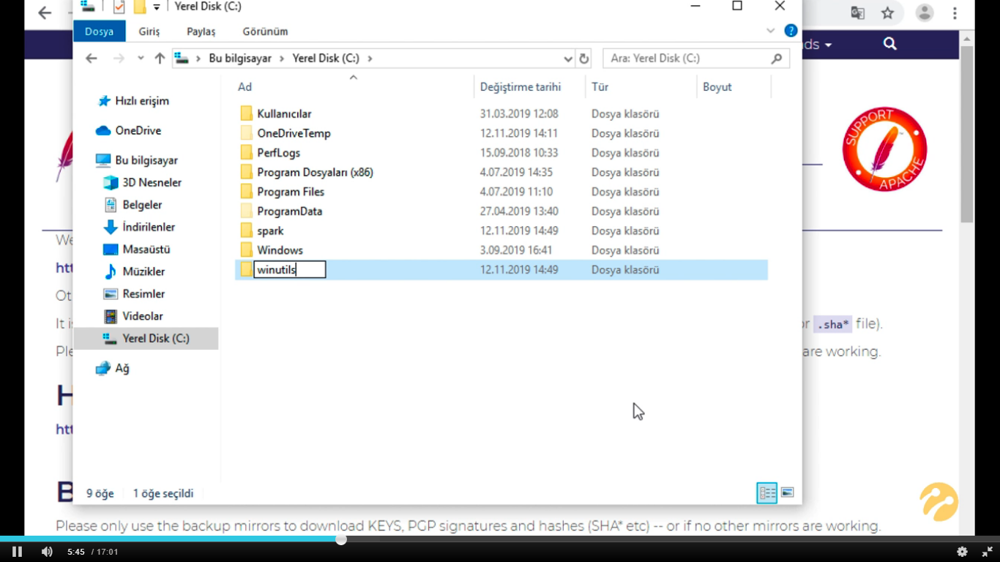 Yerel Disk (C:)
Dosya Giriş Paylaş Görünüm
ds
Bu bilgisayar Yerel Disk (C:)
Ara: Yerel Disk (C:)
Ad Değiştirme tarihi Tür Boyut
Hızlı erişim
OneDrive
Bu bilgisayar
3D Nesneler
Belgeler
İndirilenler
Masaüstü
Müzikler
Resimler
Videolar
Yerel Disk (C:)
Ağ
Kullanıcılar 31.03.2019 12:08 Dosya klasörü
OneDriveTemp 12.11.2019 14:11 Dosya klasörü
PerfLogs 15.09.2018 10:33 Dosya klasörü
Program Dosyaları (x86) 4.07.2019 14:35 Dosya klasörü
Program Files 4.07.2019 11:10 Dosya klasörü
ProgramData 27.04.2019 13:40 Dosya klasörü
spark 12.11.2019 14:49 Dosya klasörü
Windows 3.09.2019 16:41 Dosya klasörü
winutils 12.11.2019 14:49 Dosya klasörü
9 öğe 1 öğe seçildi
SUPPORT
APACHE
We
htt
Ot
It i
.sha* file).
Ple
are working.
H
htt
B
Please only use the backup mirrors to download KEYS, PGP signatures and hashes (SHA* etc) -- or if no other mirrors are working.
5:45 / 17:01